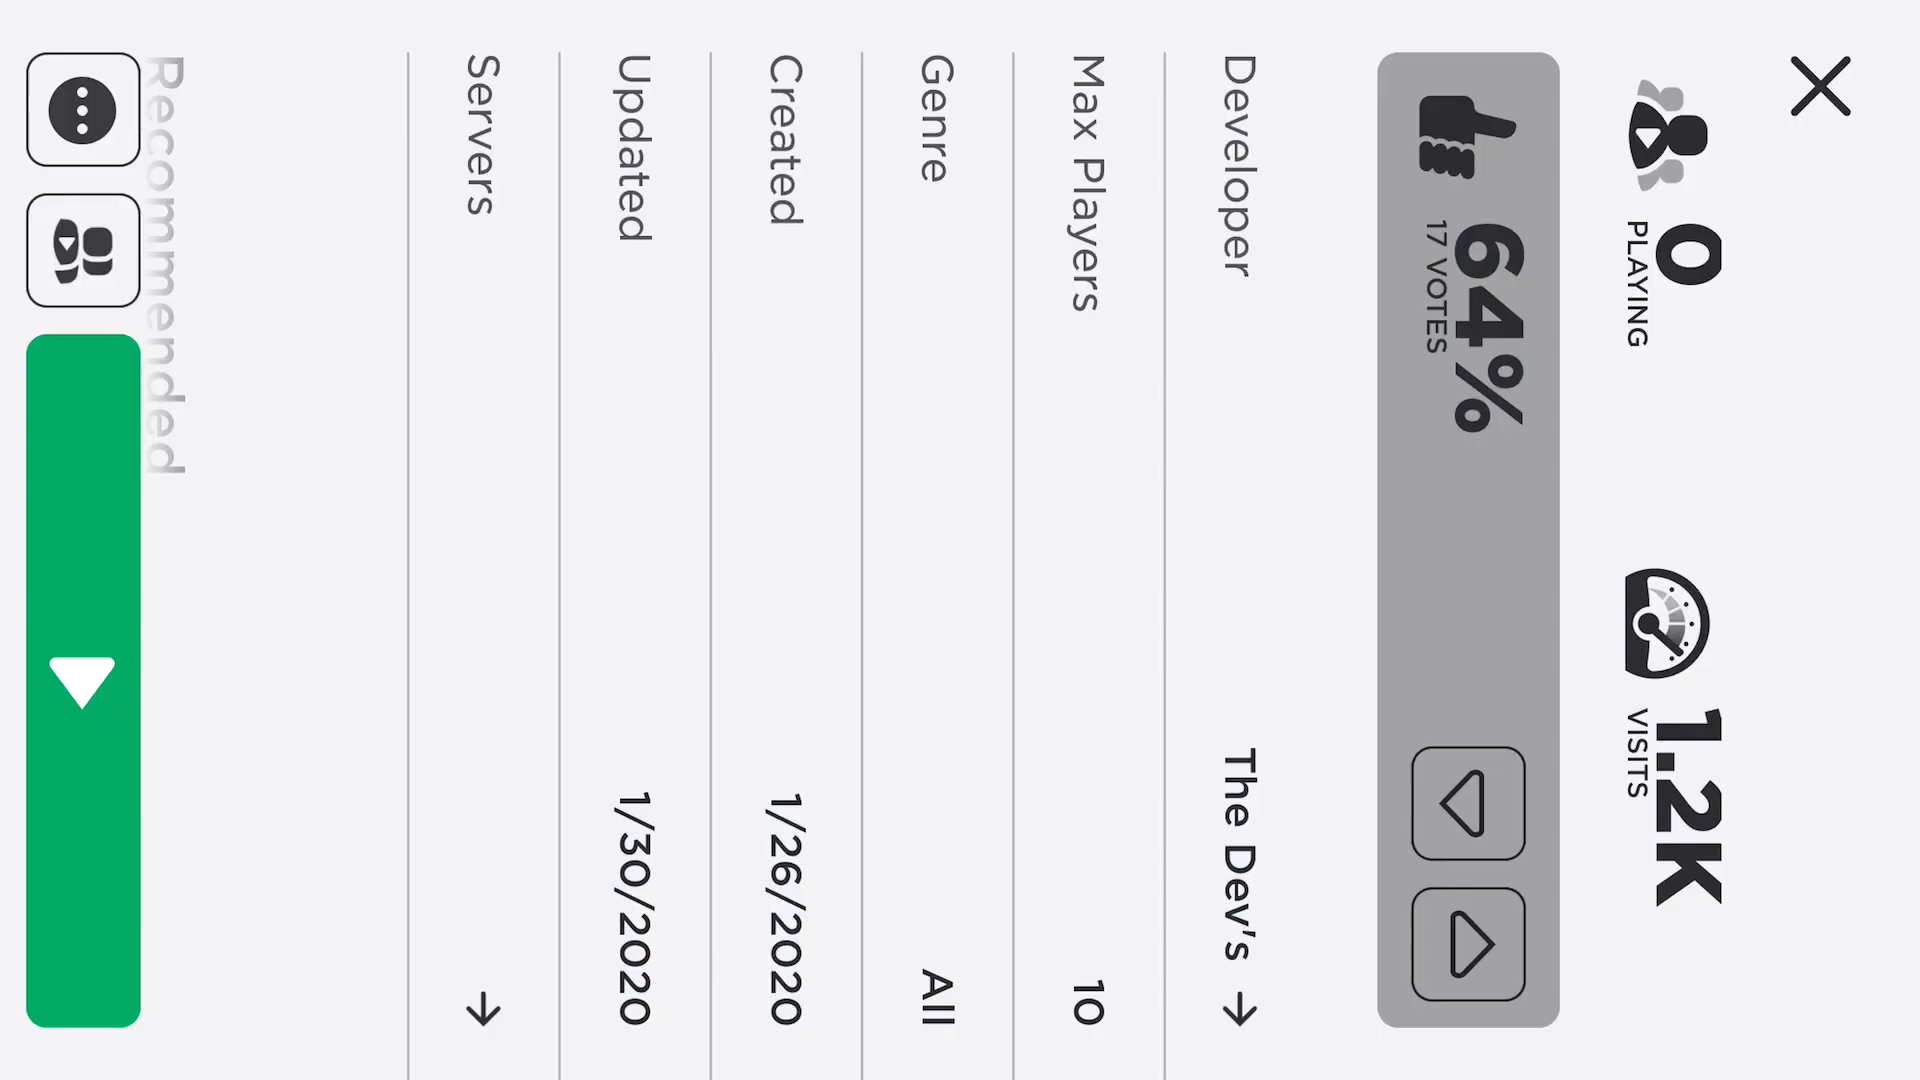 0
PLAYING
1.2K
VISITS
64%
17 VOTES
Developer
The Dev's
Max Players
10
Genre
All
Created
1/26/2020
Updated
1/30/2020
Servers
Recommended